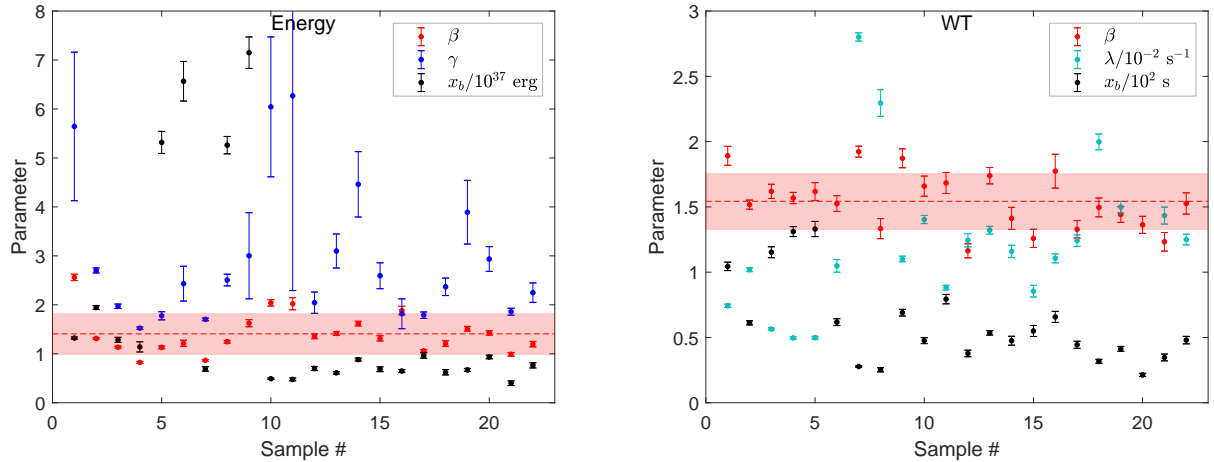 Energy
β
γ
x_b/10^37 erg
Parameter
8
7
6
5
4
3
2
1
0
0 5 10 15 20
Sample #
WT
β
λ/10^−2 s^−1
x_b/10^2 s
Parameter
3
2.5
2
1.5
1
0.5
0
0 5 10 15 20
Sample #